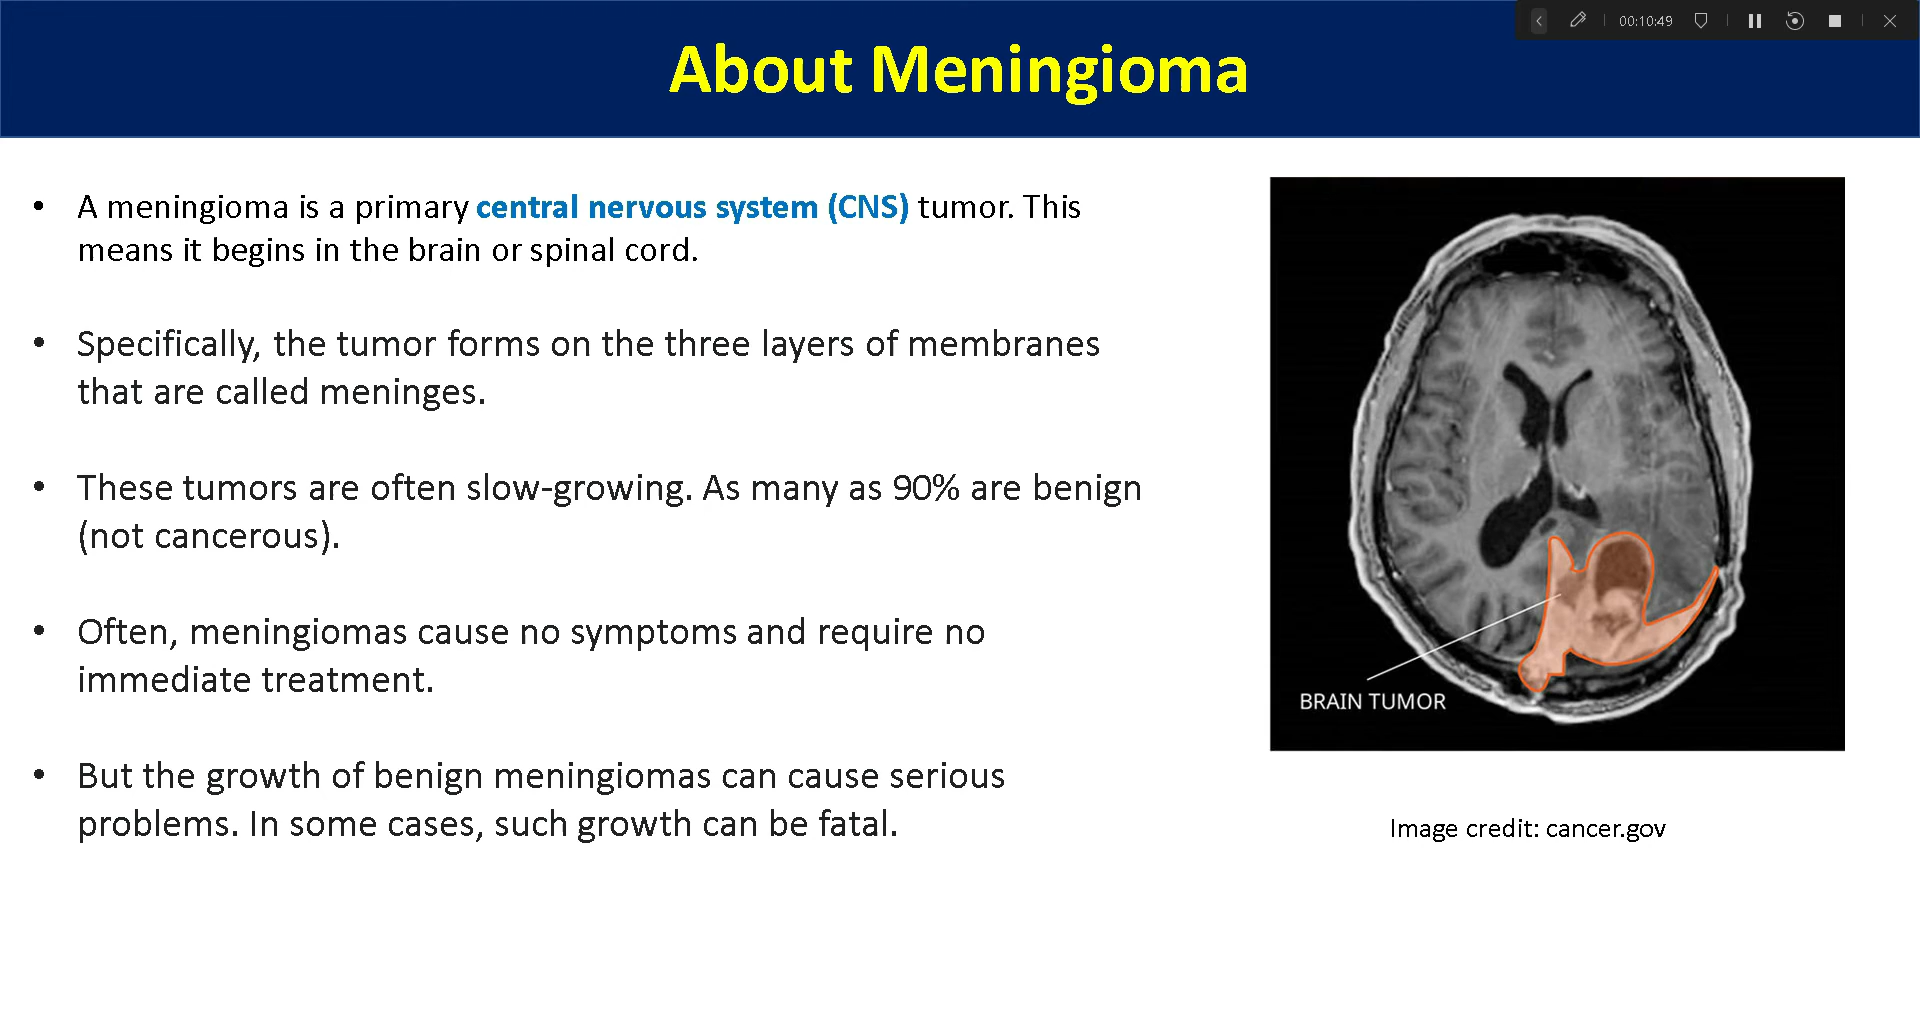 00:10:49
About Meningioma
• A meningioma is a primary central nervous system (CNS) tumor. This
means it begins in the brain or spinal cord.
• Specifically, the tumor forms on the three layers of membranes
that are called meninges.
• These tumors are often slow-growing. As many as 90% are benign
(not cancerous).
• Often, meningiomas cause no symptoms and require no
immediate treatment.
• But the growth of benign meningiomas can cause serious
problems. In some cases, such growth can be fatal.
BRAIN TUMOR
Image credit: cancer.gov